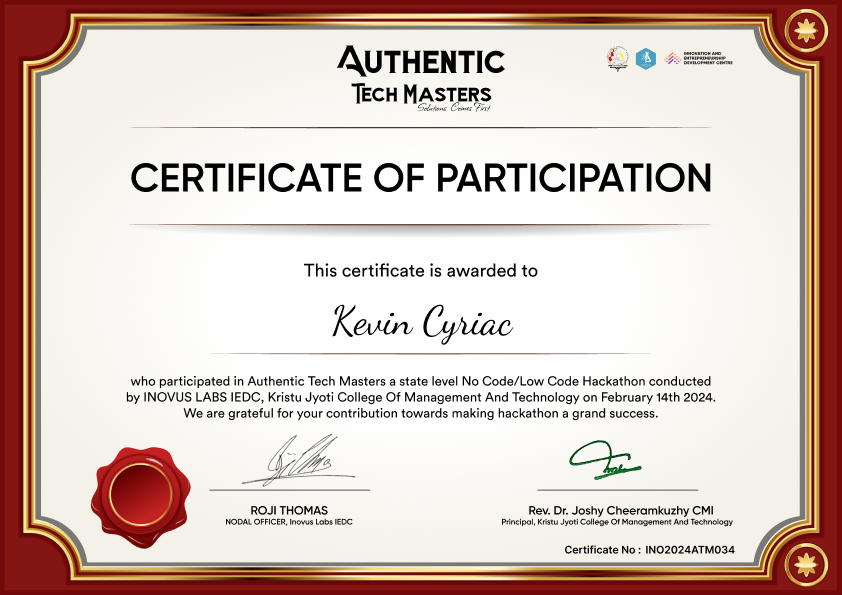 AUTHENTIC
TECH MASTERS
Solutions Comes First
INNOVATION AND
ENTREPRENEURSHIP
DEVELOPMENT CENTRE
CERTIFICATE OF PARTICIPATION
This certificate is awarded to
Kevin Cyriac
who participated in Authentic Tech Masters a state level No Code/Low Code Hackathon conducted
by INOVUS LABS IEDC, Kristu Jyoti College Of Management And Technology on February 14th 2024.
We are grateful for your contribution towards making hackathon a grand success.
ROJI THOMAS
NODAL OFFICER, Inovus Labs IEDC
Rev. Dr. Joshy Cheeramkuzhy CMI
Principal, Kristu Jyoti College Of Management And Technology
Certificate No : INO2024ATM034